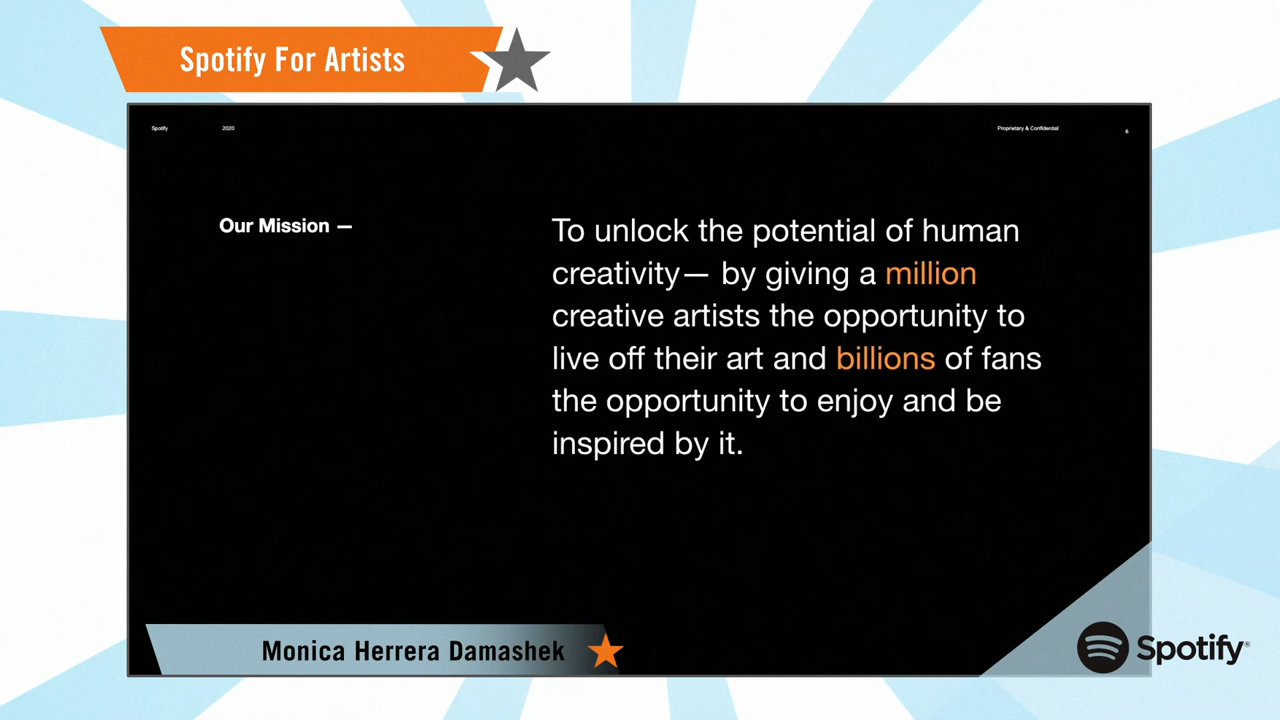 Spotify For Artists
Spotify 2020 Proprietary & Confidential 6
Our Mission —
To unlock the potential of human
creativity— by giving a million
creative artists the opportunity to
live off their art and billions of fans
the opportunity to enjoy and be
inspired by it.
Monica Herrera Damashek
Spotify®